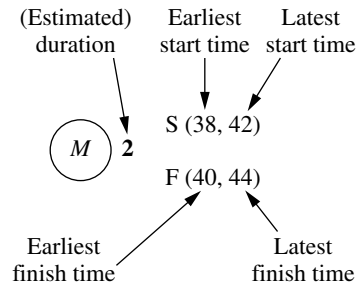 (Estimated)
duration
Earliest
start time
Latest
start time
M 2
S (38, 42)
F (40, 44)
Earliest
finish time
Latest
finish time